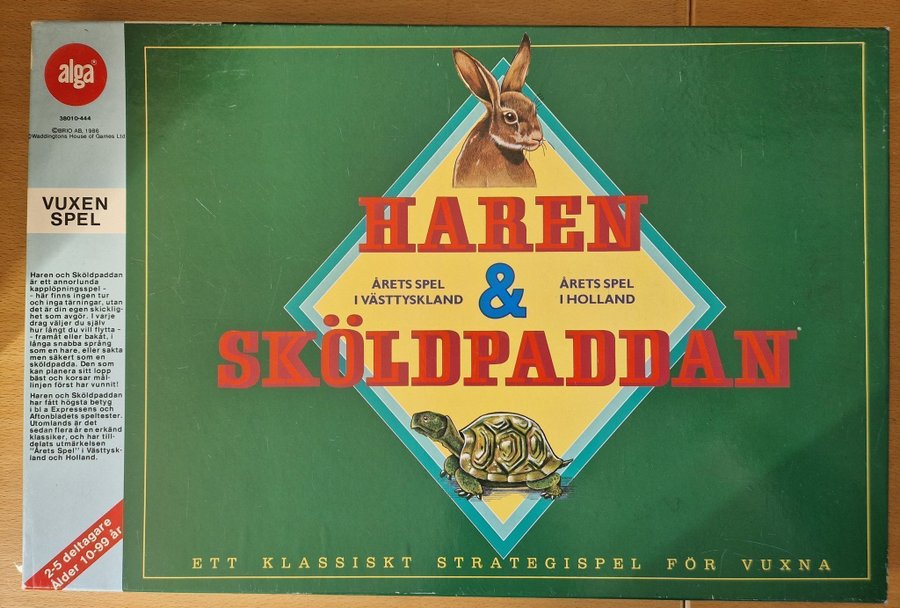 alga®
38010-444
©BRIO AB, 1986
Waddingtons House of Games Ltd
VUXEN
SPEL
Haren och Sköldpaddan
är ett annorlunda
kapplöpningsspel –
– här finns ingen tur
och inga tärningar, utan
det är din egen skicklig-
het som avgör. I varje
drag väljer du själv
hur långt du vill flytta –
– framåt eller bakåt, i
långa snabba språng
som en hare, eller sakta
men säkert som en
sköldpadda. Den som
kan planera sitt lopp
bäst och korsar mål-
linjen först har vunnit!
Haren och Sköldpaddan
har fått högsta betyg
i bl a Expressens och
Aftonbladets speltester.
Utomlands är det
sedan flera år en erkänd
klassiker, och har till-
delats utmärkelsen
"Årets Spel" i Västtysk-
land och Holland.
2-5 deltagare
Ålder 10-99 år
HAREN
ÅRETS SPEL
I VÄSTTYSKLAND
&
ÅRETS SPEL
I HOLLAND
SKÖLDPADDAN
ETT KLASSISKT STRATEGISPEL FÖR VUXNA